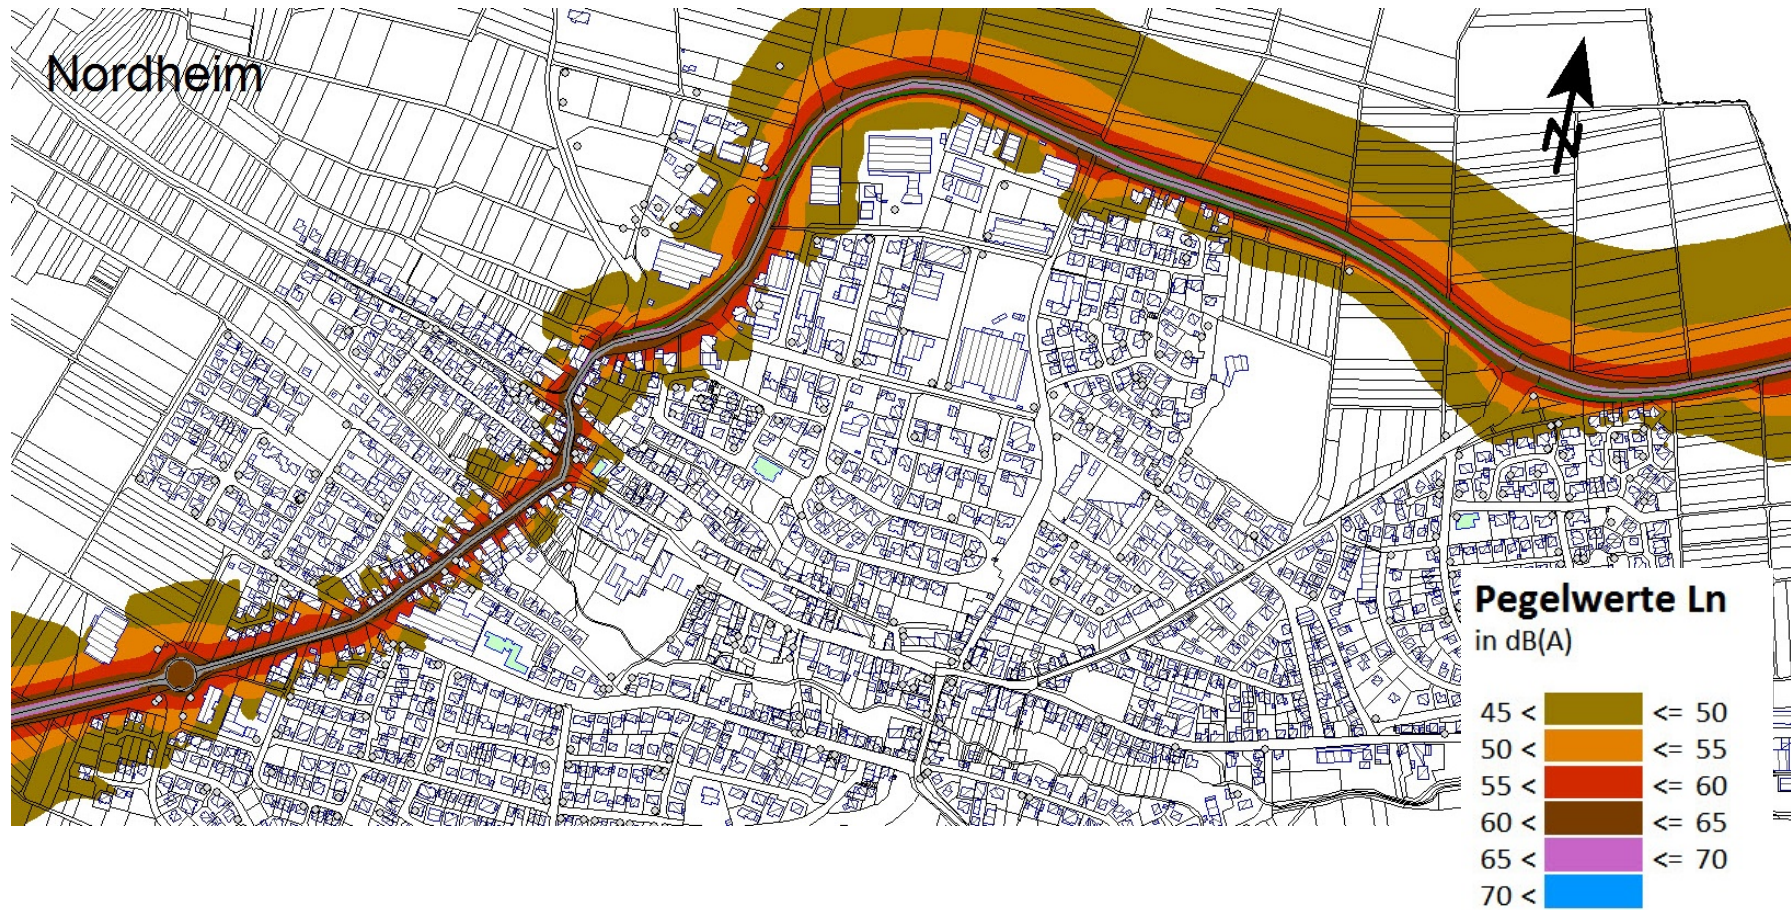 Nordheim
N
Pegelwerte Ln
in dB(A)
45 < <= 50
50 < <= 55
55 < <= 60
60 < <= 65
65 < <= 70
70 <